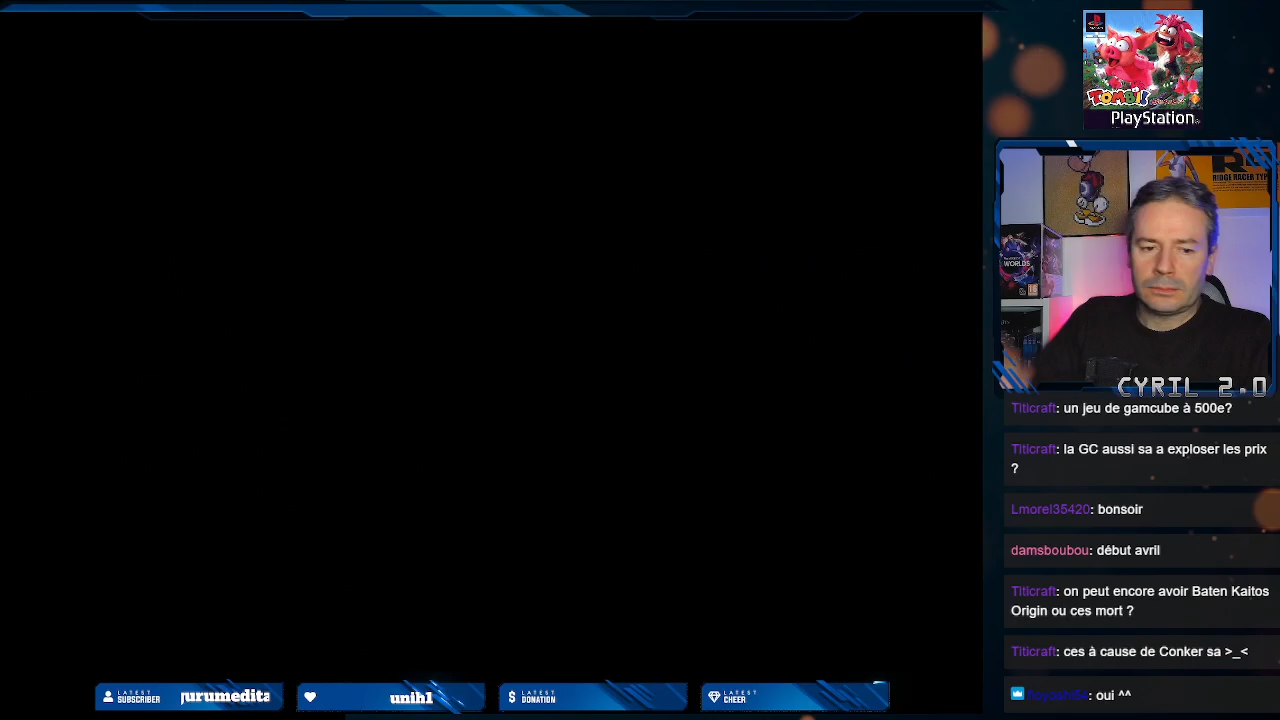 TOMBI!
PlayStation
RIDGE RACER TYPE
WORLDS
CYRIL 2.0
Titicraft: un jeu de gamcube à 500e?
Titicraft: la GC aussi sa a exploser les prix
?
Lmorel35420: bonsoir
damsboubou: début avril
Titicraft: on peut encore avoir Baten Kaitos
Origin ou ces mort ?
Titicraft: ces à cause de Conker sa >_<
: oui ^^
LATEST
SUBSCRIBER
unih1
LATEST
DONATION
LATEST
CHEER